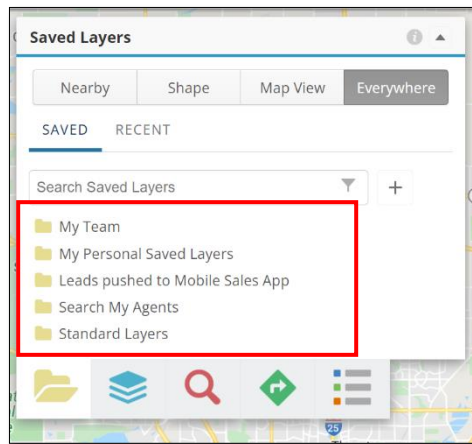 Saved Layers
Nearby Shape Map View Everywhere
SAVED RECENT
Search Saved Layers
My Team
My Personal Saved Layers
Leads pushed to Mobile Sales App
Search My Agents
Standard Layers
25